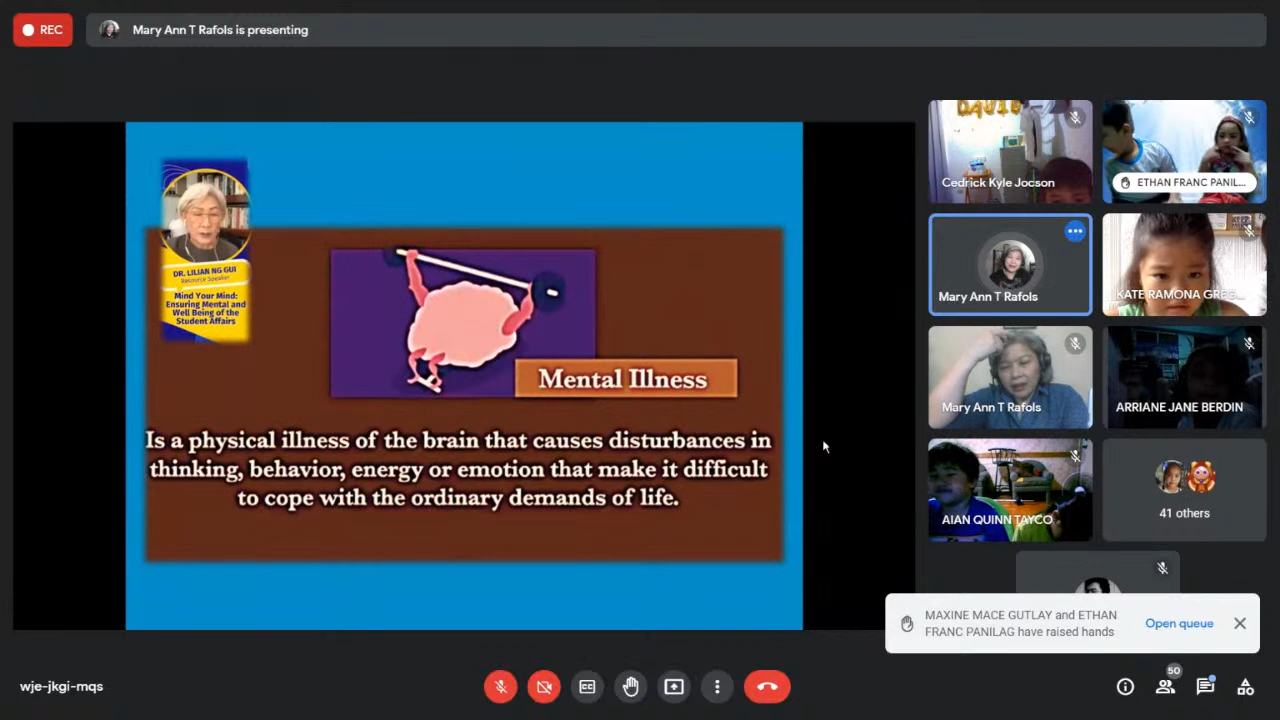 REC
Mary Ann T Rafols is presenting
DR. LILIAN NG GUI
Resource Speaker
Mind Your Mind:
Ensuring Mental and
Well Being of the
Student Affairs
Mental Illness
Is a physical illness of the brain that causes disturbances in
thinking, behavior, energy or emotion that make it difficult
to cope with the ordinary demands of life.
Cedrick Kyle Jocson
ETHAN FRANC PANIL...
Mary Ann T Rafols
KATE RAMONA GREG...
Mary Ann T Rafols
ARRIANE JANE BERDIN
AIAN QUINN TAYCO
41 others
MAXINE MACE GUTLAY and ETHAN
FRANC PANILAG have raised hands
Open queue
wje-jkgi-mqs
CC
50